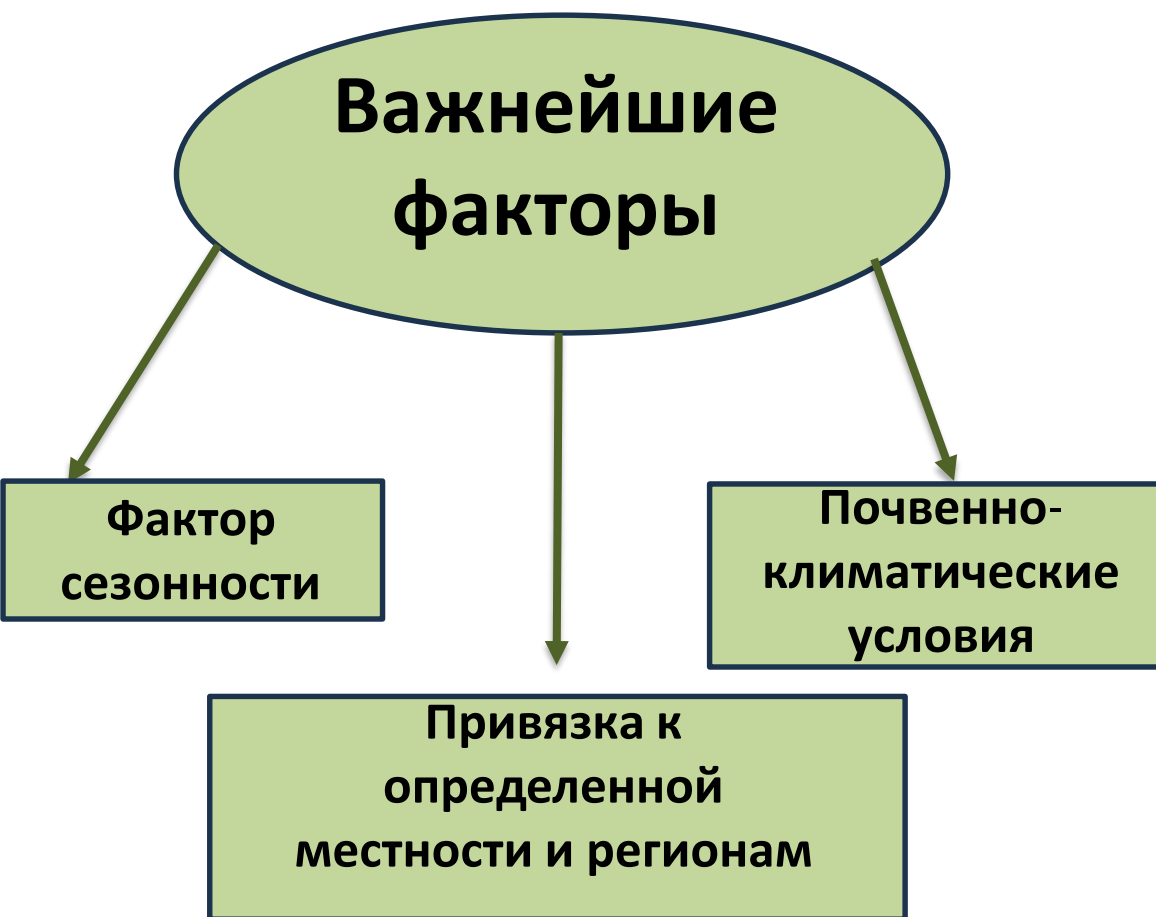 Важнейшие
факторы
Фактор
сезонности
Почвенно-
климатические
условия
Привязка к
определенной
местности и регионам